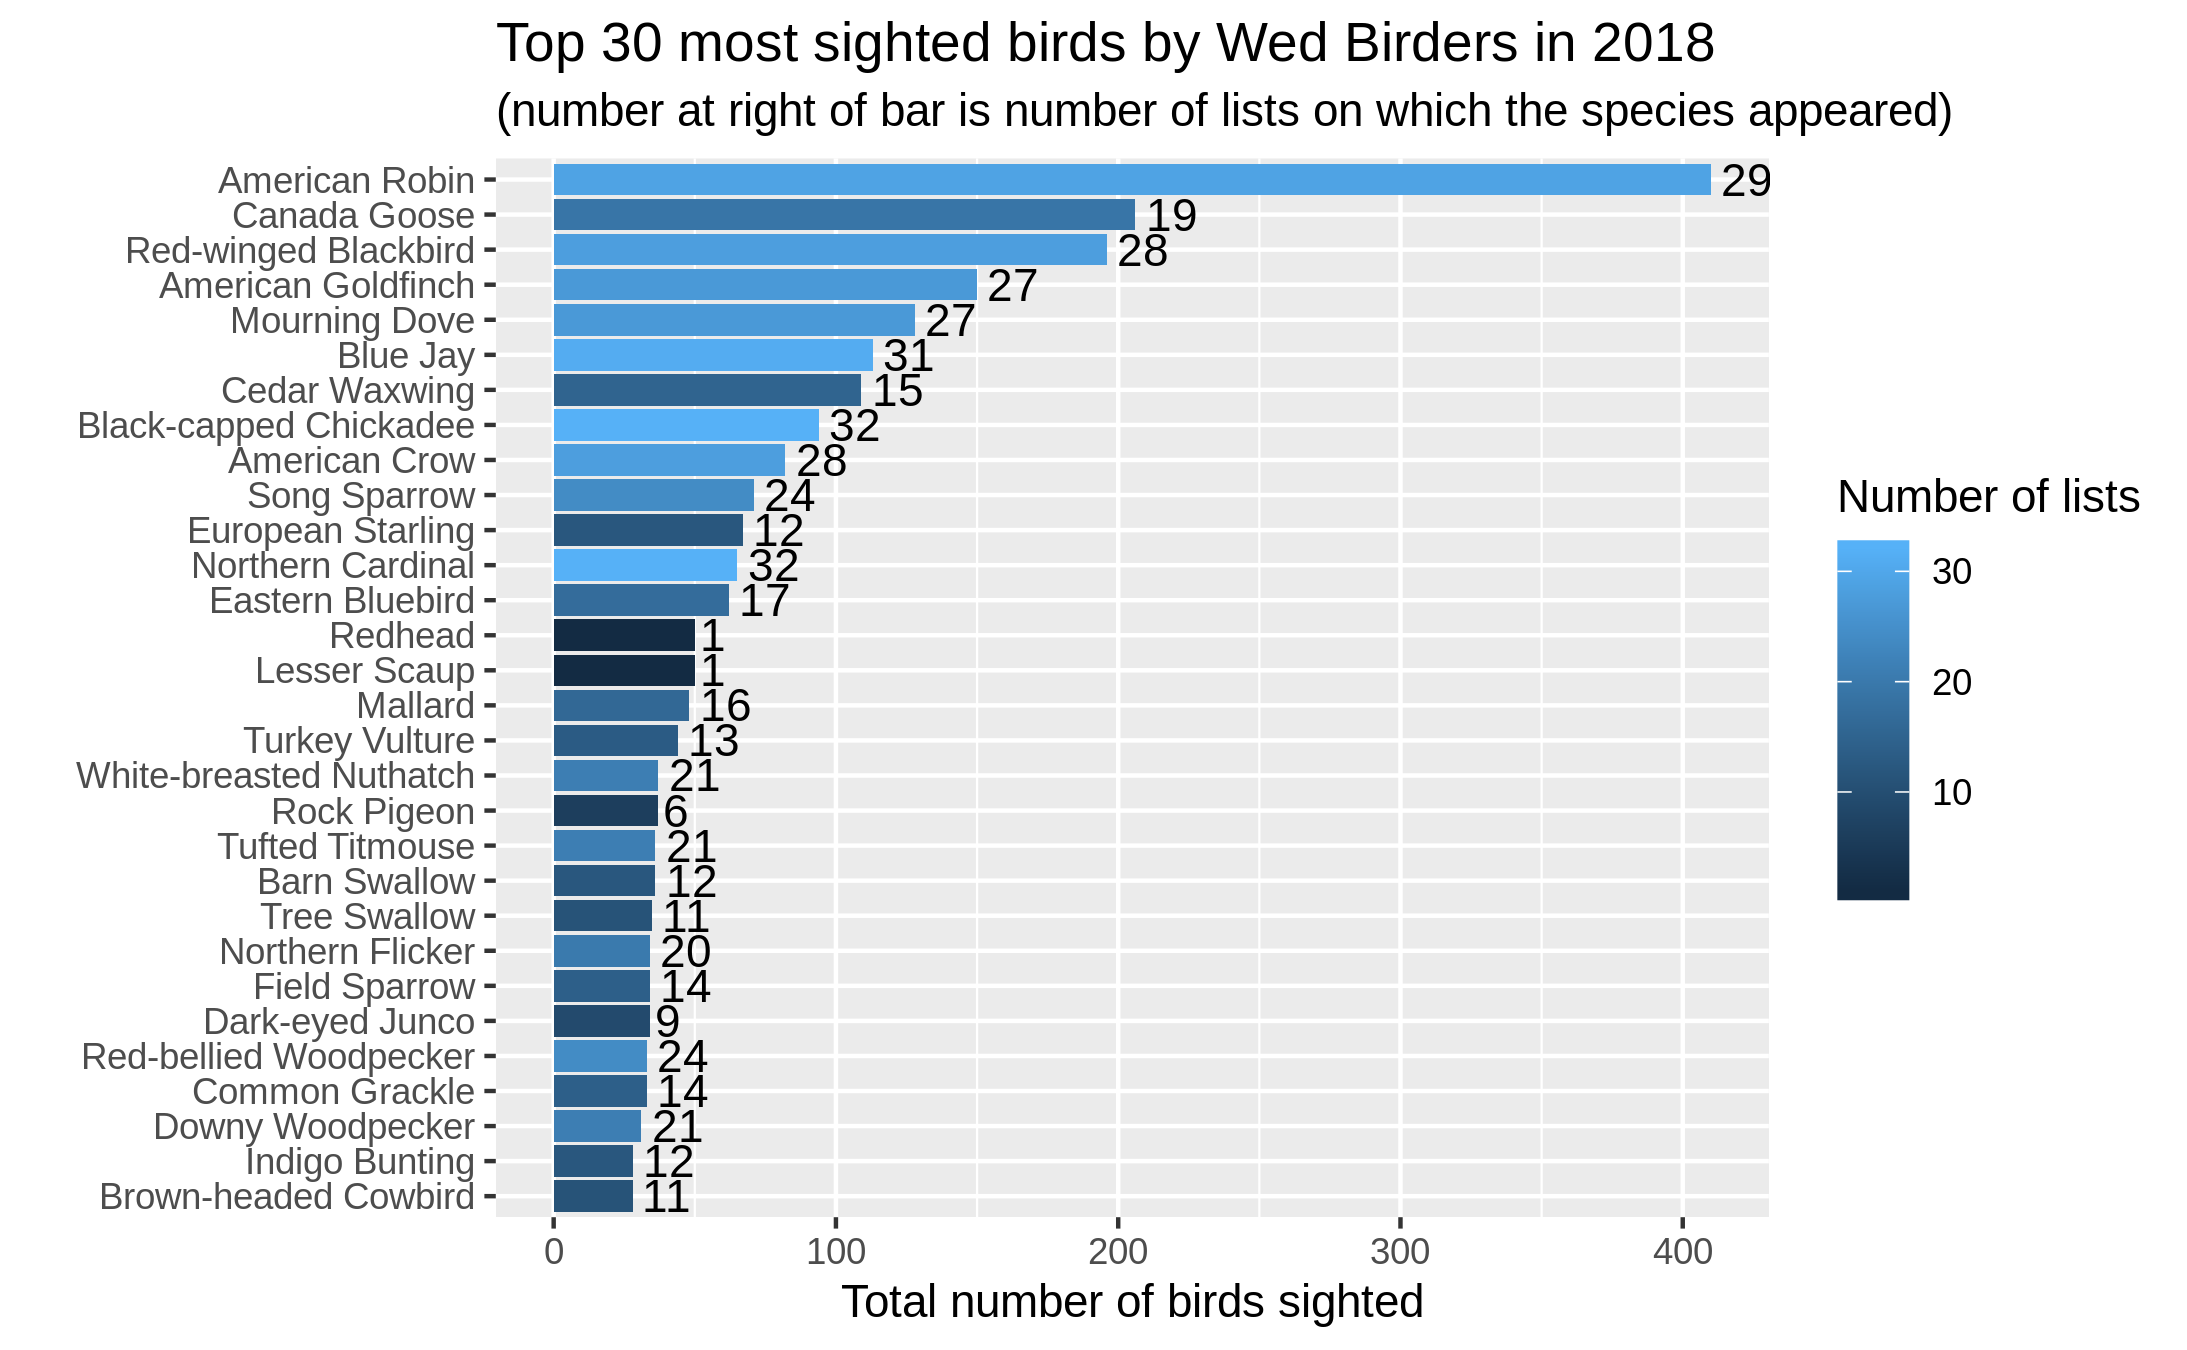 Top 30 most sighted birds by Wed Birders in 2018
(number at right of bar is number of lists on which the species appeared)
American Robin 29
Canada Goose 19
Red-winged Blackbird 28
American Goldfinch 27
Mourning Dove 27
Blue Jay 31
Cedar Waxwing 15
Black-capped Chickadee 32
American Crow 28
Song Sparrow 24
European Starling 12
Northern Cardinal 32
Eastern Bluebird 17
Redhead 1
Lesser Scaup 1
Mallard 16
Turkey Vulture 13
White-breasted Nuthatch 21
Rock Pigeon 6
Tufted Titmouse 21
Barn Swallow 12
Tree Swallow 11
Northern Flicker 20
Field Sparrow 14
Dark-eyed Junco 9
Red-bellied Woodpecker 24
Common Grackle 14
Downy Woodpecker 21
Indigo Bunting 12
Brown-headed Cowbird 11
0 100 200 300 400
Total number of birds sighted
Number of lists
30
20
10